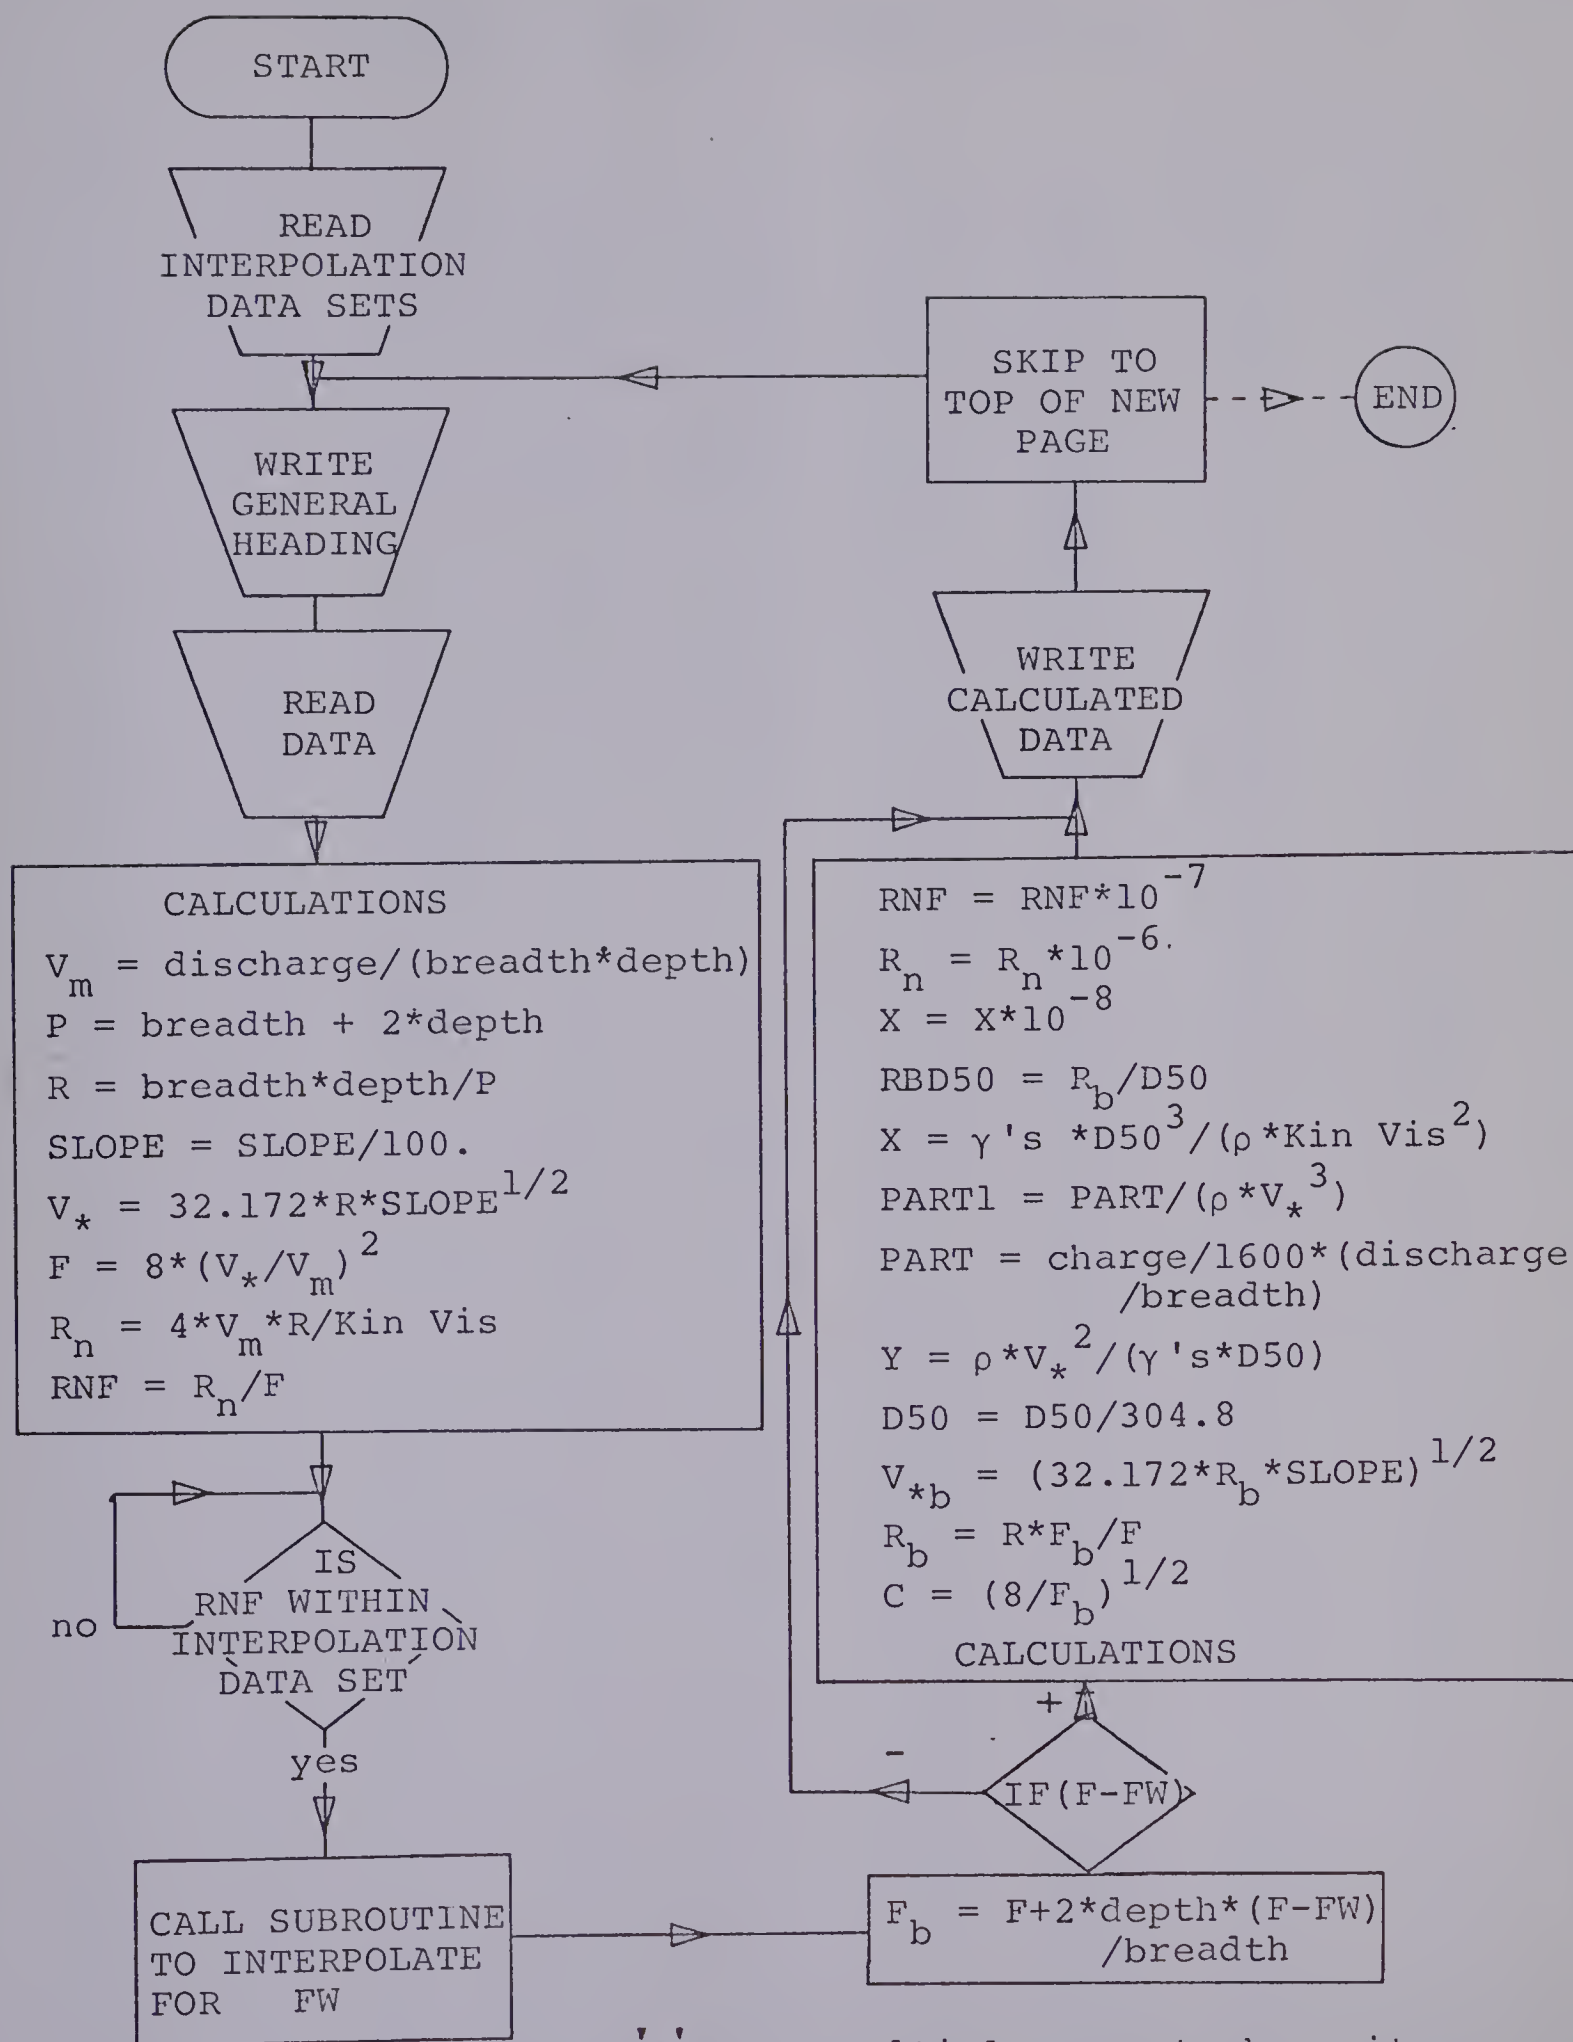 START
READ
INTERPOLATION
DATA SETS
WRITE
GENERAL
HEADING
READ
DATA
CALCULATIONS
V_m = discharge/(breadth*depth)
P = breadth + 2*depth
R = breadth*depth/P
SLOPE = SLOPE/100.
V_* = 32.172*R*SLOPE^1/2
F = 8*(V_*/V_m)^2
R_n = 4*V_m*R/Kin Vis
RNF = R_n/F
IS
RNF WITHIN
INTERPOLATION
DATA SET
no
yes
CALL SUBROUTINE
TO INTERPOLATE
FOR FW
F_b = F+2*depth*(F-FW)
/breadth
IF(F-FW)
-
+
RNF = RNF*10^-7
R_n = R_n*10^-6.
X = X*10^-8
RBD50 = R_b/D50
X = γ's *D50^3/(ρ*Kin Vis^2)
PART1 = PART/(ρ*V_*^3)
PART = charge/1600*(discharge
/breadth)
Y = ρ*V_*^2/(γ's*D50)
D50 = D50/304.8
V_*b = (32.172*R_b*SLOPE)^1/2
R_b = R*F_b/F
C = (8/F_b)^1/2
CALCULATIONS
WRITE
CALCULATED
DATA
SKIP TO
TOP OF NEW
PAGE
END